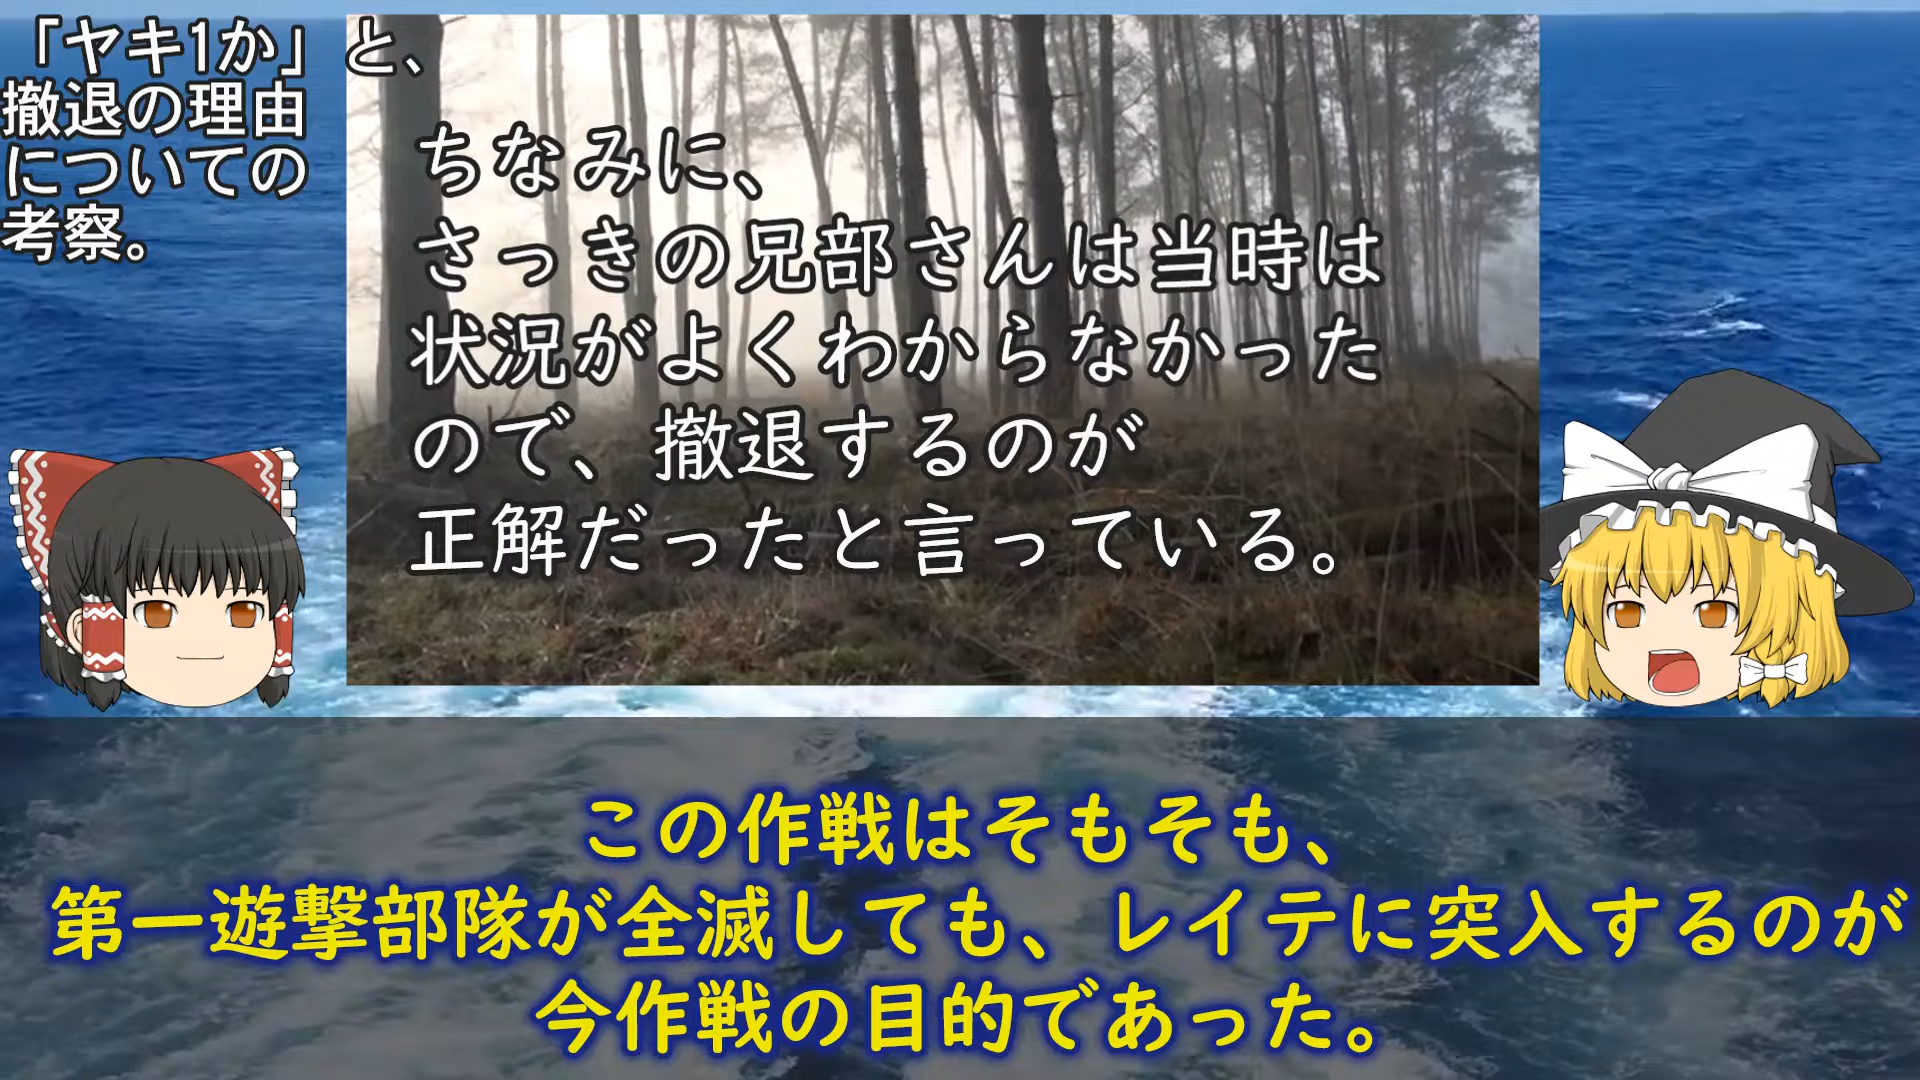 「ヤキ1か」と、
撤退の理由
についての
考察。
ちなみに、
さっきの兄部さんは当時は
状況がよくわからなかった
ので、撤退するのが
正解だったと言っている。
この作戦はそもそも、
第一遊撃部隊が全滅しても、レイテに突入するのが
今作戦の目的であった。